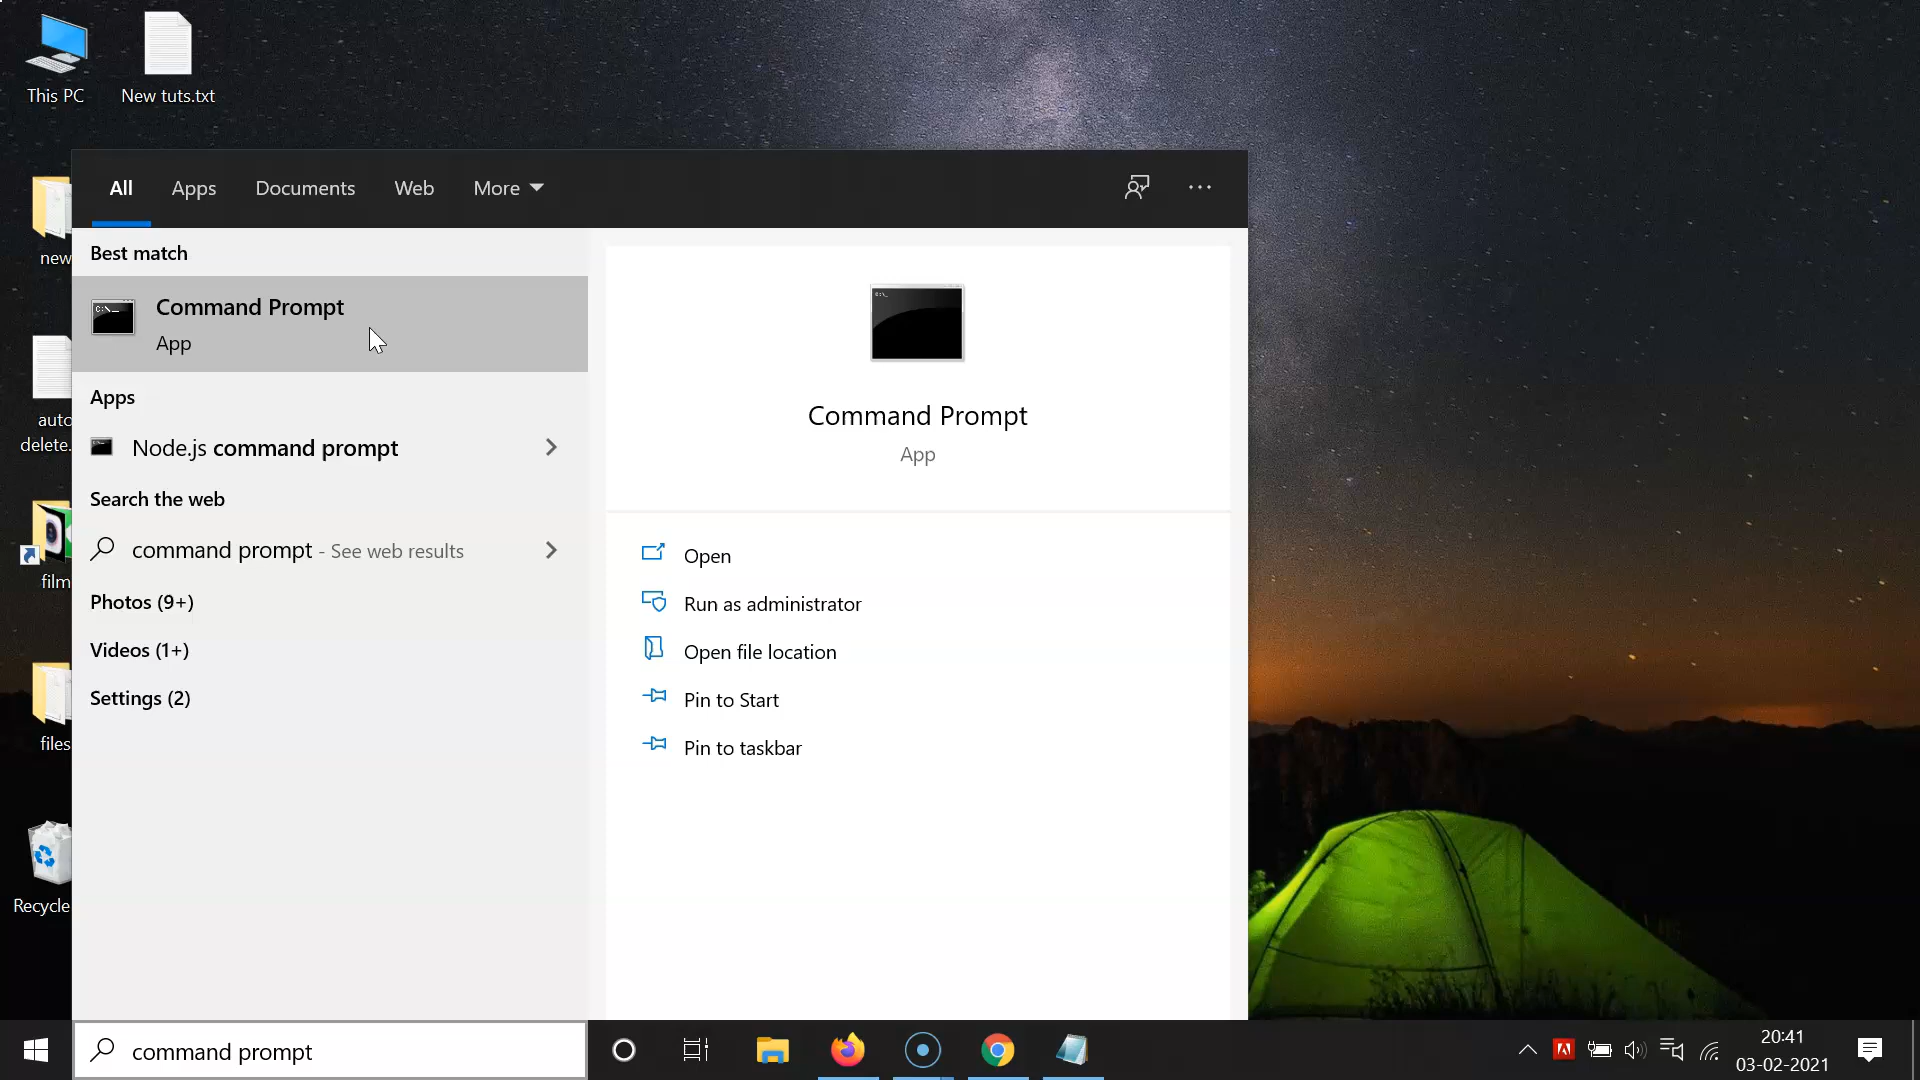 This PC
New tuts.txt
All
Apps
Documents
Web
More
new
Best match
Command Prompt
App
auto
delete.
Apps
Node.js command prompt
Search the web
command prompt - See web results
film
Photos (9+)
Videos (1+)
Settings (2)
files
Recycle
Command Prompt
App
Open
Run as administrator
Open file location
Pin to Start
Pin to taskbar
command prompt
20:41
03-02-2021